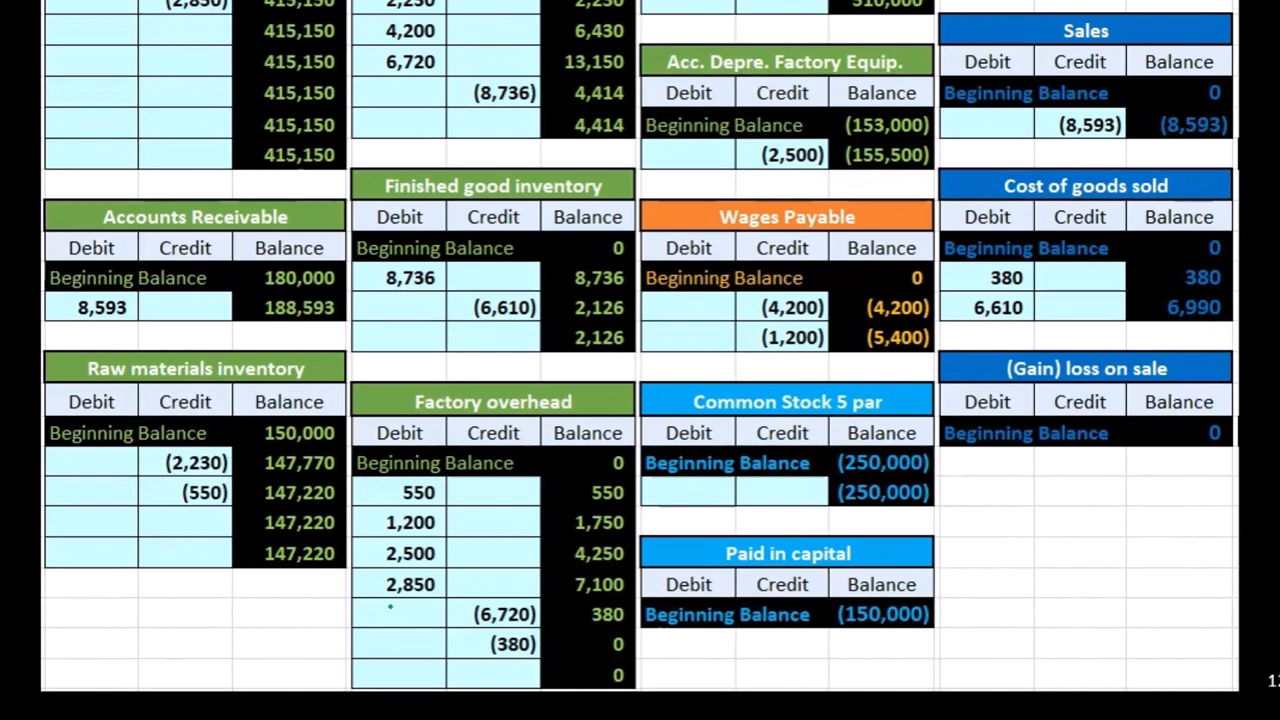 (2,850) 415,150
415,150
415,150
415,150
415,150
415,150
Accounts Receivable
Debit Credit Balance
Beginning Balance 180,000
8,593 188,593
Raw materials inventory
Debit Credit Balance
Beginning Balance 150,000
(2,230) 147,770
(550) 147,220
147,220
147,220
2,230 2,230
4,200 6,430
6,720 13,150
(8,736) 4,414
4,414
Finished good inventory
Debit Credit Balance
Beginning Balance 0
8,736 8,736
(6,610) 2,126
2,126
Factory overhead
Debit Credit Balance
Beginning Balance 0
550 550
1,200 1,750
2,500 4,250
2,850 7,100
(6,720) 380
(380) 0
0
510,000
Acc. Depre. Factory Equip.
Debit Credit Balance
Beginning Balance (153,000)
(2,500) (155,500)
Wages Payable
Debit Credit Balance
Beginning Balance 0
(4,200) (4,200)
(1,200) (5,400)
Common Stock 5 par
Debit Credit Balance
Beginning Balance (250,000)
(250,000)
Paid in capital
Debit Credit Balance
Beginning Balance (150,000)
Sales
Debit Credit Balance
Beginning Balance 0
(8,593) (8,593)
Cost of goods sold
Debit Credit Balance
Beginning Balance 0
380 380
6,610 6,990
(Gain) loss on sale
Debit Credit Balance
Beginning Balance 0